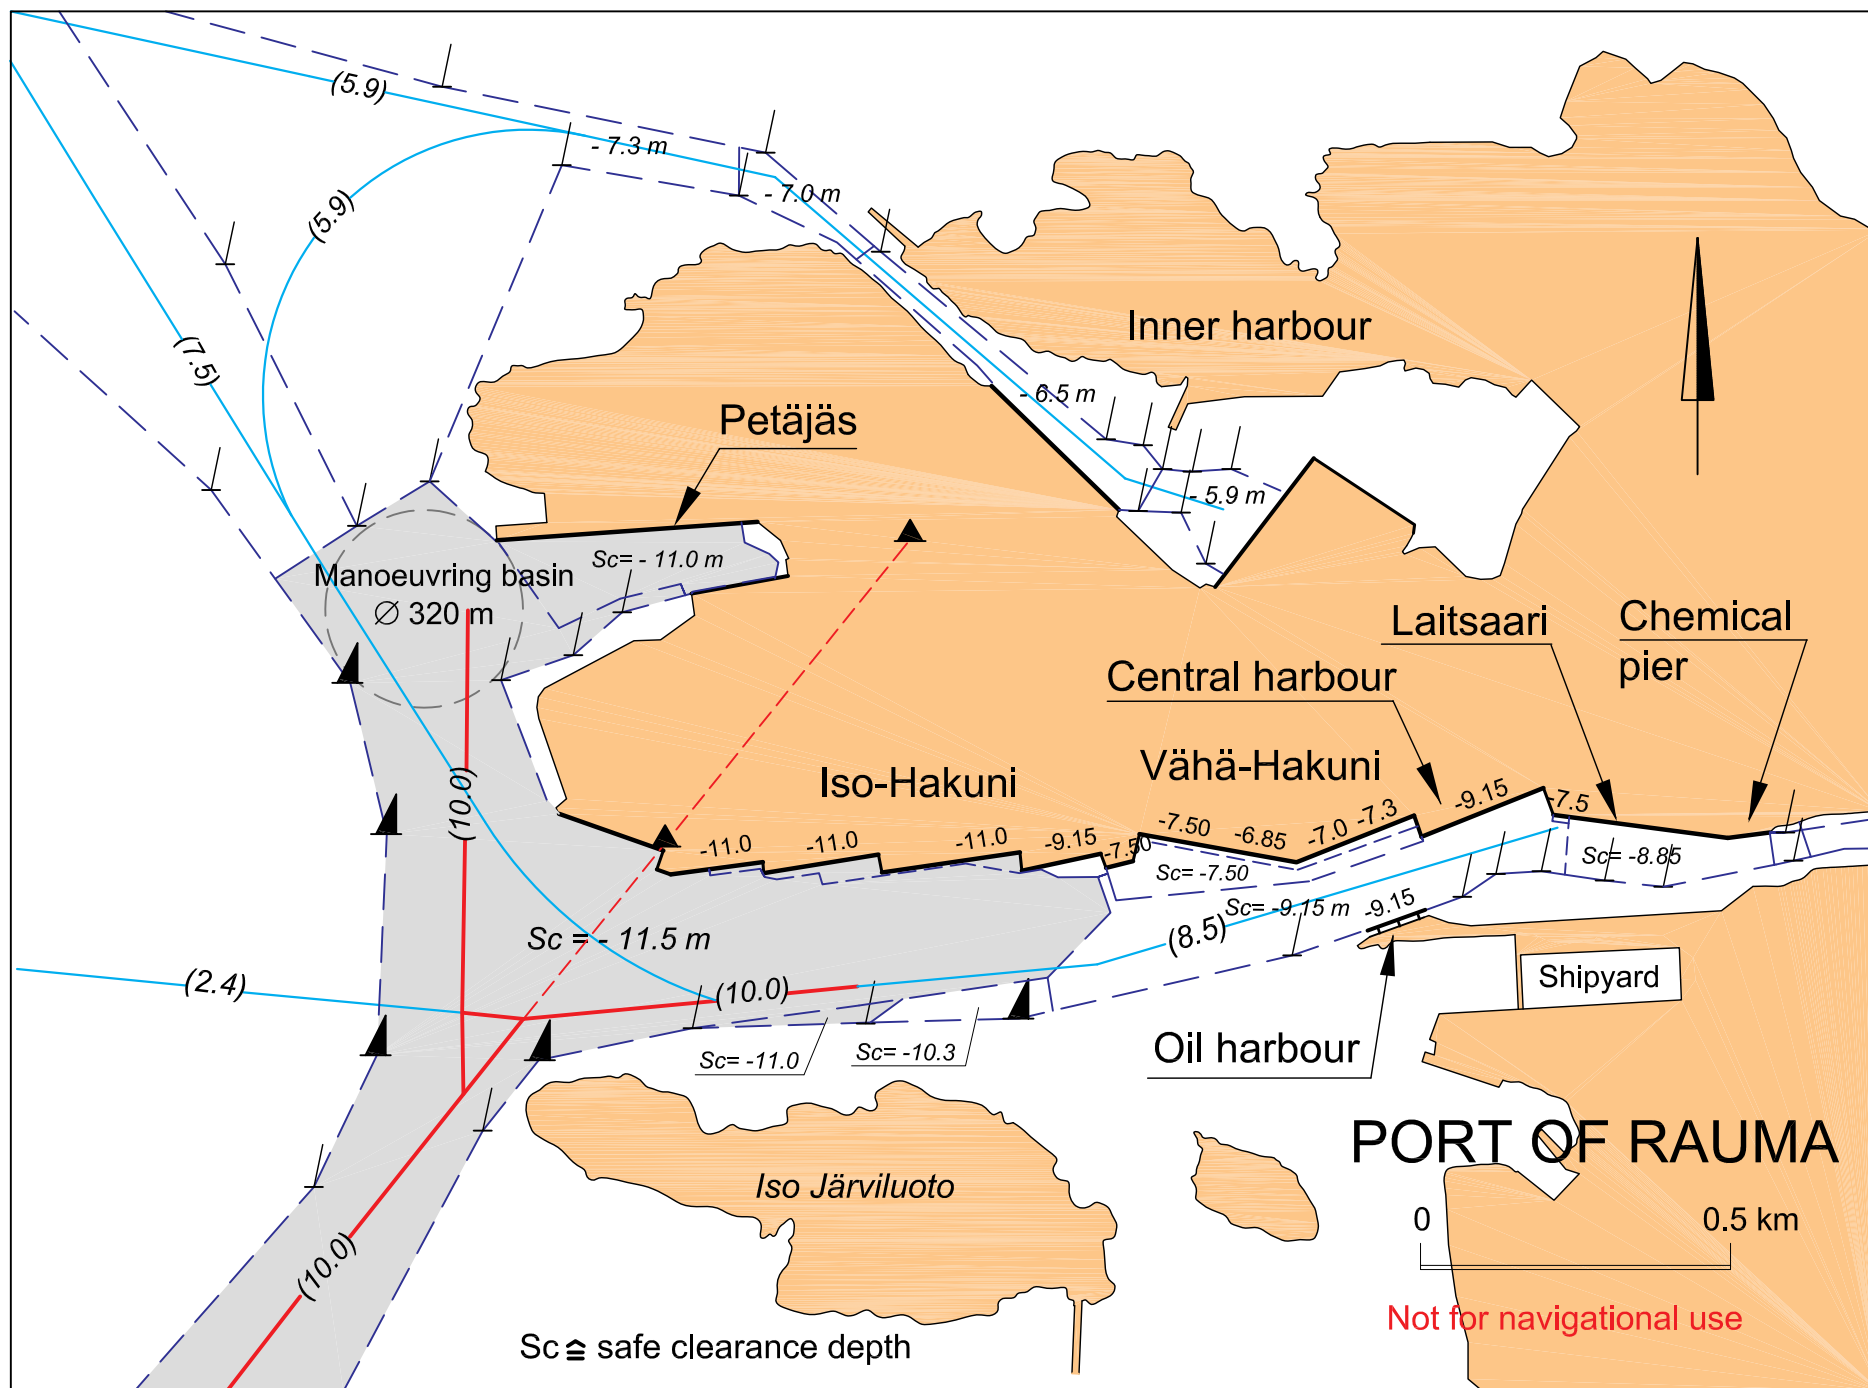 (5.9)
- 7.3 m
- 7.0 m
(5.9)
Inner harbour
(7.5)
- 6.5 m
Petäjäs
- 5.9 m
Sc= - 11.0 m
Manoeuvring basin
Ø 320 m
Laitsaari
Chemical
pier
Central harbour
Iso-Hakuni
Vähä-Hakuni
(10.0)
-11.0
-11.0
-11.0
-9.15
-7.50
-7.50
-6.85
-7.0
-7.3
-9.15
-7.5
Sc= -7.50
Sc= -8.85
Sc= -9.15 m
-9.15
Sc = - 11.5 m
(8.5)
(2.4)
(10.0)
Shipyard
Sc= -11.0
Sc= -10.3
Oil harbour
PORT OF RAUMA
Iso Järviluoto
0 0.5 km
(10.0)
Not for navigational use
Sc ≙ safe clearance depth